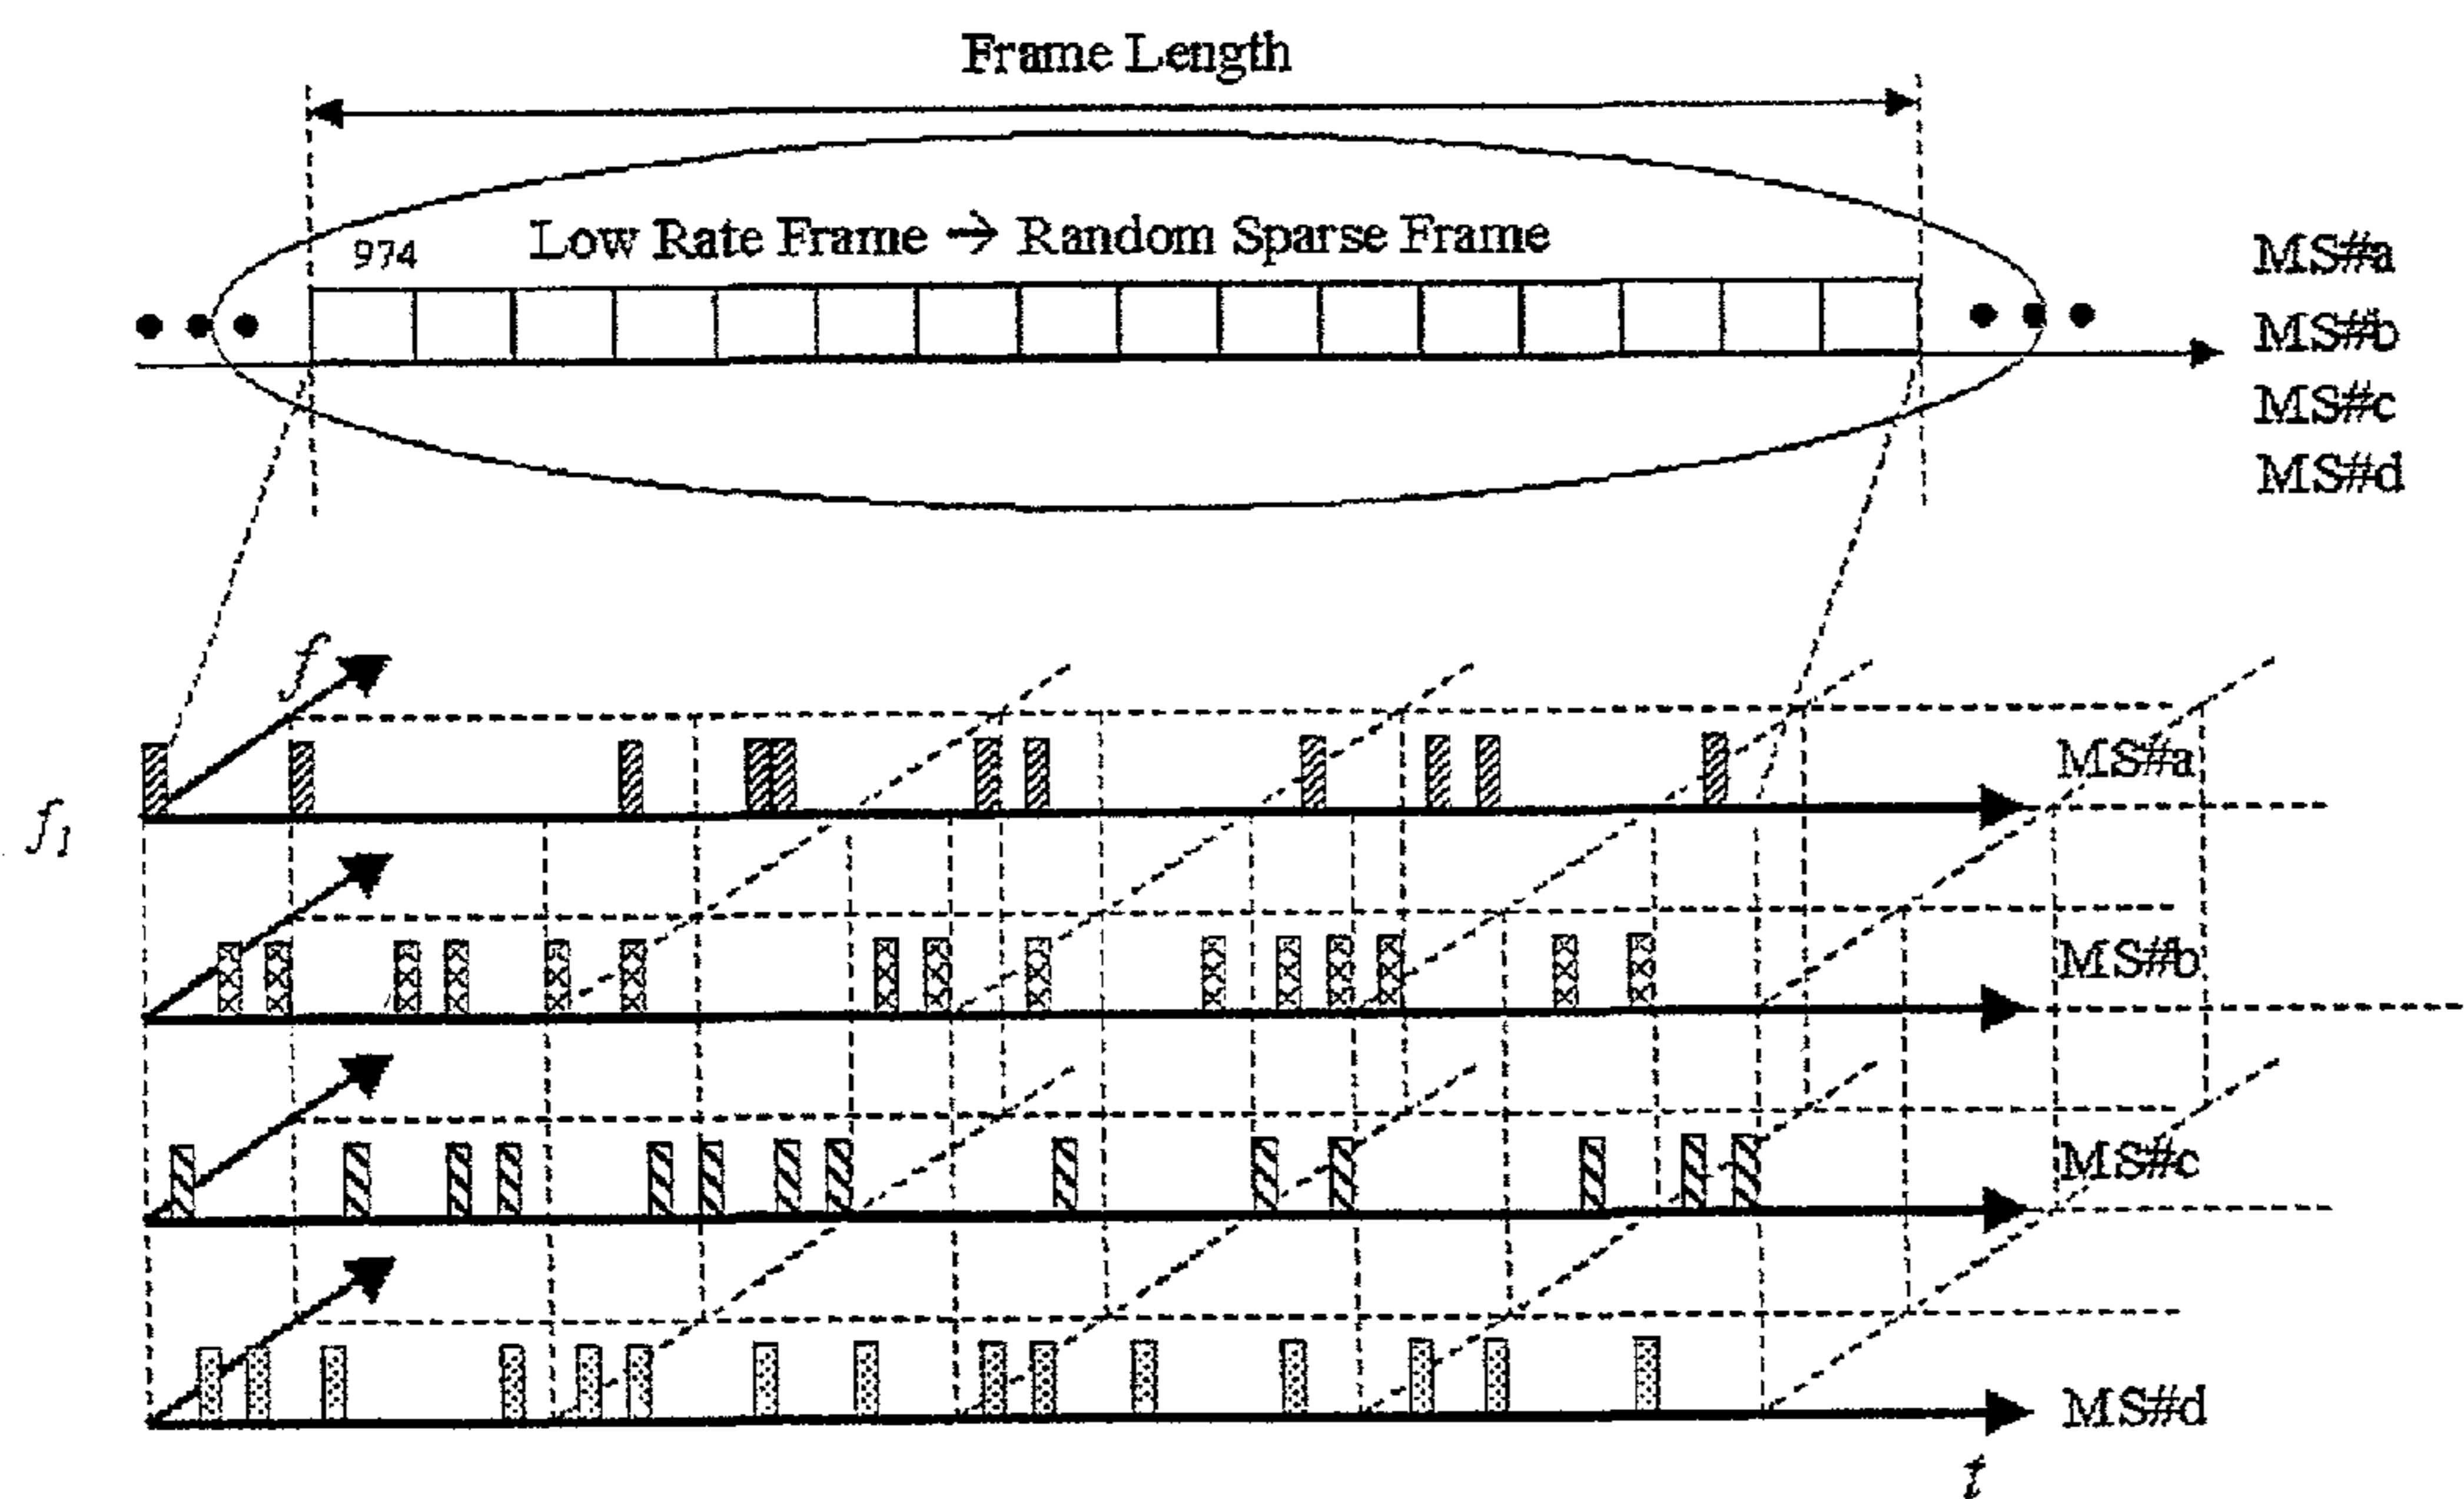 Frame Length
Low Rate Frame → Random Sparse Frame
974
MS#a
MS#b
MS#c
MS#d
f
f1
MS#a
MS#b
MS#c
MS#d
t